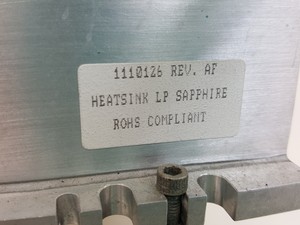 1110126 REV. AF
HEATSINK LP SAPPHIRE
ROHS COMPLIANT